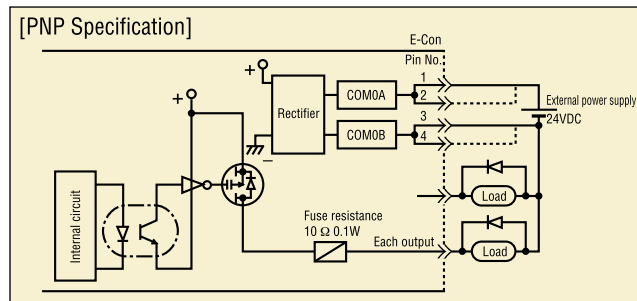 [PNP Specification]
E-Con
Pin No.
+
+
Rectifier
COM0A
COM0B
1
2
3
4
External power supply
24VDC
−
Internal circuit
Fuse resistance
10 Ω 0.1W
Each output
Load
Load